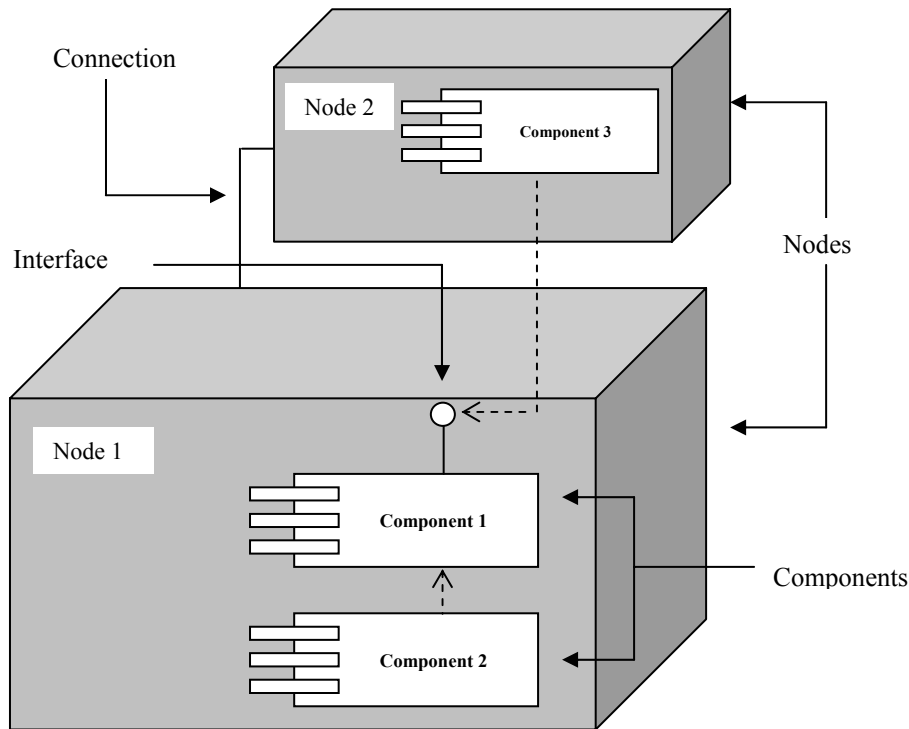 Connection
Node 2
Component 3
Nodes
Interface
Node 1
Component 1
Components
Component 2